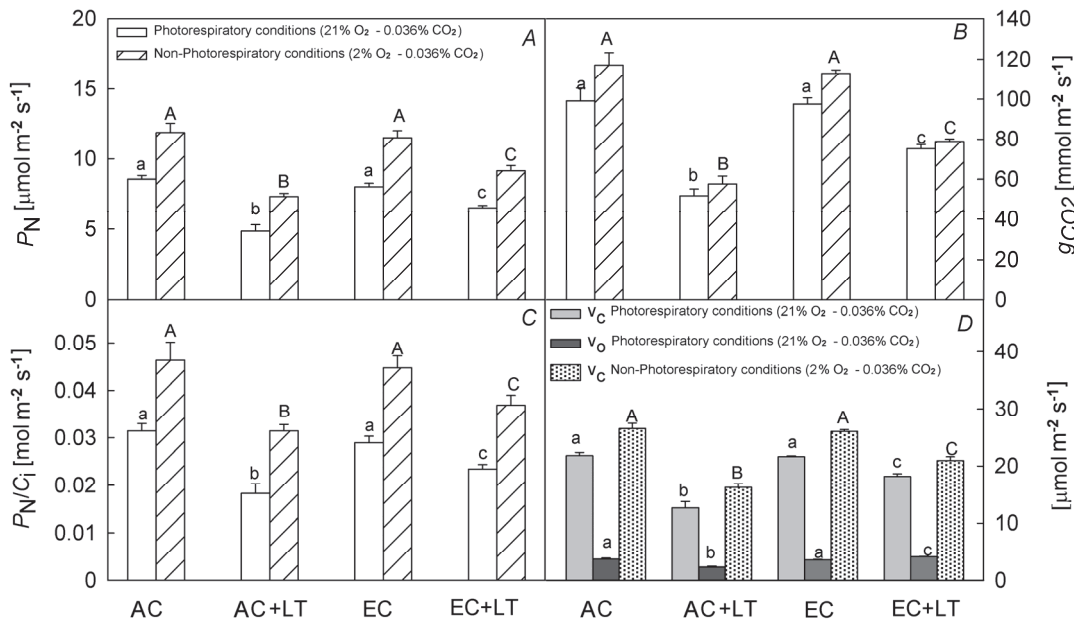 20
15
10
5
0
P_N [μmol m⁻² s⁻¹]
Photorespiratory conditions (21% O₂ - 0.036% CO₂)
Non-Photorespiratory conditions (2% O₂ - 0.036% CO₂)
A
a A b B a A c C
B
a A b B a A c C
140
120
100
80
60
40
20
0
g_CO2 [mmol m⁻² s⁻¹]
0.05
0.04
0.03
0.02
0.01
0
P_N/C_i [mol m⁻² s⁻¹]
C
a A b B a A c C
AC AC+LT EC EC+LT
V_C Photorespiratory conditions (21% O₂ - 0.036% CO₂)
V_O Photorespiratory conditions (21% O₂ - 0.036% CO₂)
V_C Non-Photorespiratory conditions (2% O₂ - 0.036% CO₂)
D
a a A b b B a a A c c C
40
30
20
10
0
[μmol m⁻² s⁻¹]
AC AC+LT EC EC+LT